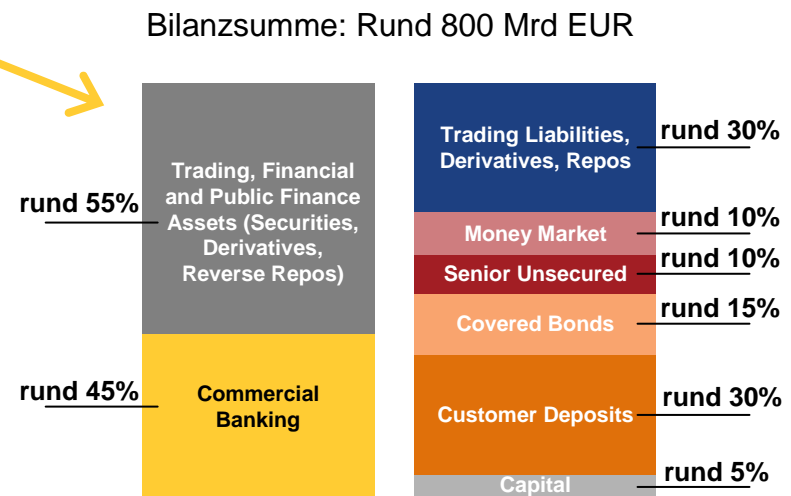 Bilanzsumme: Rund 800 Mrd EUR
rund 55%
Trading, Financial
and Public Finance
Assets (Securities,
Derivatives,
Reverse Repos)
rund 45%
Commercial
Banking
Trading Liabilities,
Derivatives, Repos
rund 30%
Money Market
rund 10%
Senior Unsecured
rund 10%
Covered Bonds
rund 15%
Customer Deposits
rund 30%
Capital
rund 5%